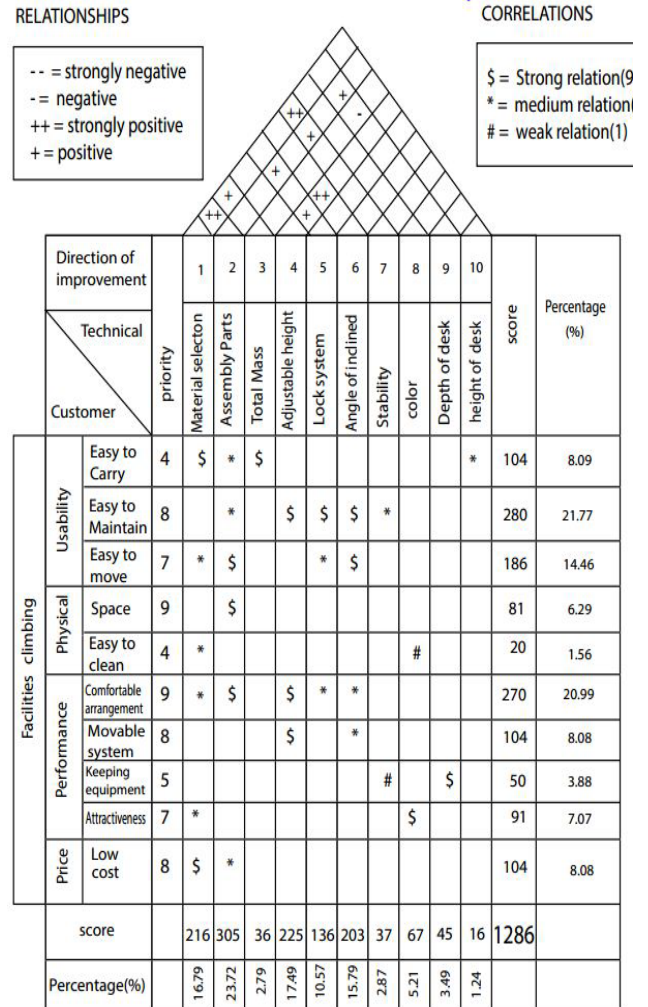 RELATIONSHIPS
CORRELATIONS
- - = strongly negative
- = negative
++ = strongly positive
+ = positive
$ = Strong relation(9
* = medium relation(
# = weak relation(1)
+
++
-
+
+
+
++
++
+
Direction of
improvement
priority
1 2 3 4 5 6 7 8 9 10
score
Percentage
(%)
Technical
Customer
Material selecton
Assembly Parts
Total Mass
Adjustable height
Lock system
Angle of inclined
Stability
color
Depth of desk
height of desk
Facilities climbing
Usability
Easy to
Carry
4 $ * $ * 104 8.09
Easy to
Maintain
8 * $ $ $ * 280 21.77
Easy to
move
7 * $ * $ 186 14.46
Physical
Space 9 $ 81 6.29
Easy to
clean
4 * # 20 1.56
Performance
Comfortable
arrangement
9 * $ $ * * 270 20.99
Movable
system
8 $ * 104 8.08
Keeping
equipment
5 # $ 50 3.88
Attractiveness 7 * $ 91 7.07
Price
Low
cost
8 $ * 104 8.08
score 216 305 36 225 136 203 37 67 45 16 1286
Percentage(%) 16.79 23.72 2.79 17.49 10.57 15.79 2.87 5.21 3.49 1.24